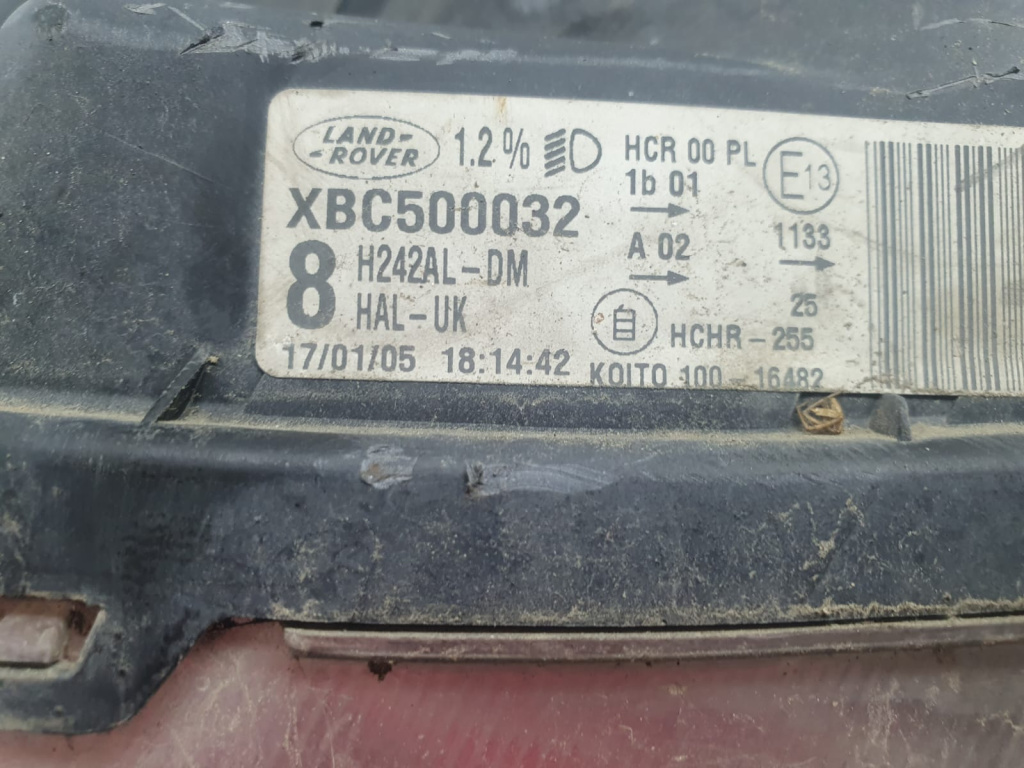 LAND-
-ROVER
1.2%
HCR 00 PL
1b 01
E13
XBC500032
A 02
1133
8
H242AL-DM
HAL-UK
自
25
HCHR-255
17/01/05 18:14:42
KOITO 100-16482